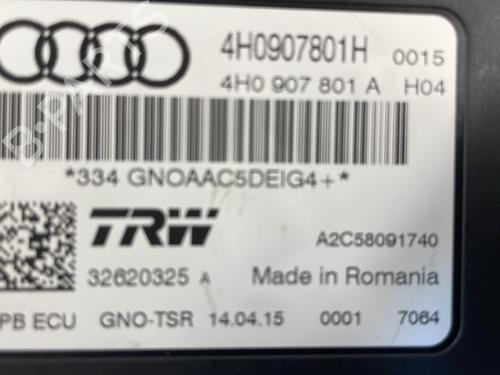 4H0907801H 0015
4H0 907 801 A H04
B-PARTS
*334 GNOAAC5DEIG4+*
TRW
A2C58091740
32620325 A Made in Romania
PB ECU GNO-TSR 14.04.15 0001 7064